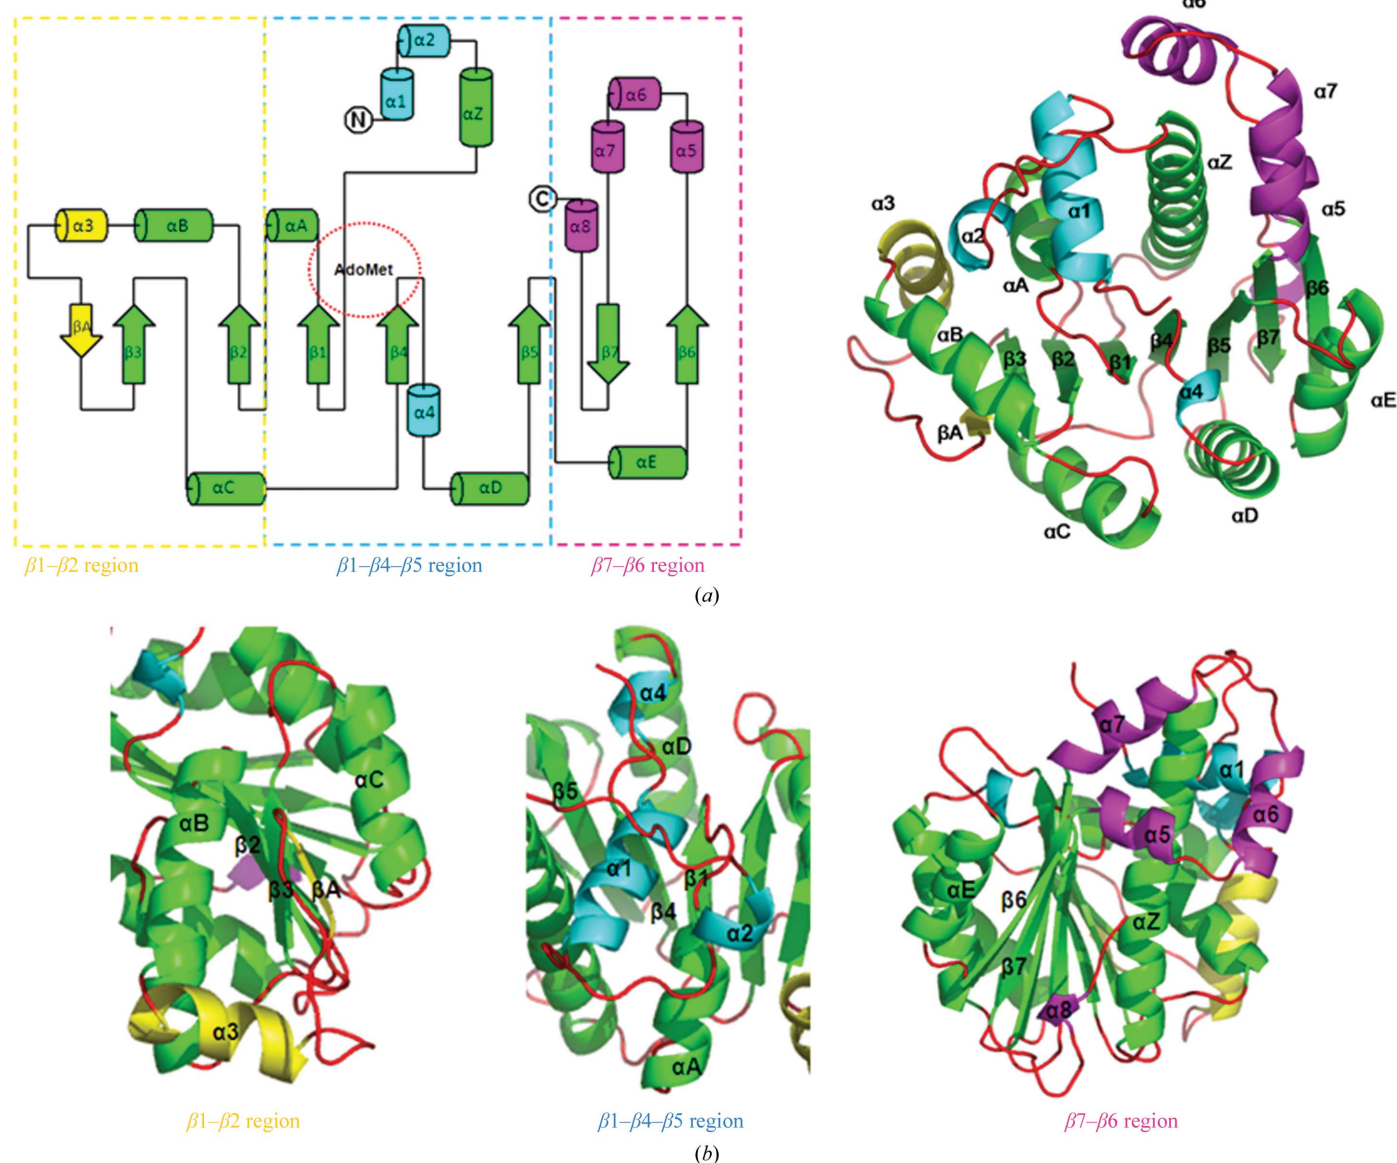 α2
α1
N
αZ
α6
α7
α5
C
α8
α3
αB
αA
AdoMet
βA
β3
β2
β1
β4
β5
β7
β6
α4
αC
αD
αE
β1–β2 region
β1–β4–β5 region
β7–β6 region
α6
α7
αZ
α3
α1
α5
α2
αA
β6
αB
β3
β2
β1
β4
β5
β7
α4
αE
βA
αC
αD
(a)
αC
αB
β2
β3
βA
α3
α4
αD
β5
α1
β1
β4
α2
αA
α7
α1
α6
α5
αE
β6
αZ
β7
α8
β1–β2 region
β1–β4–β5 region
β7–β6 region
(b)